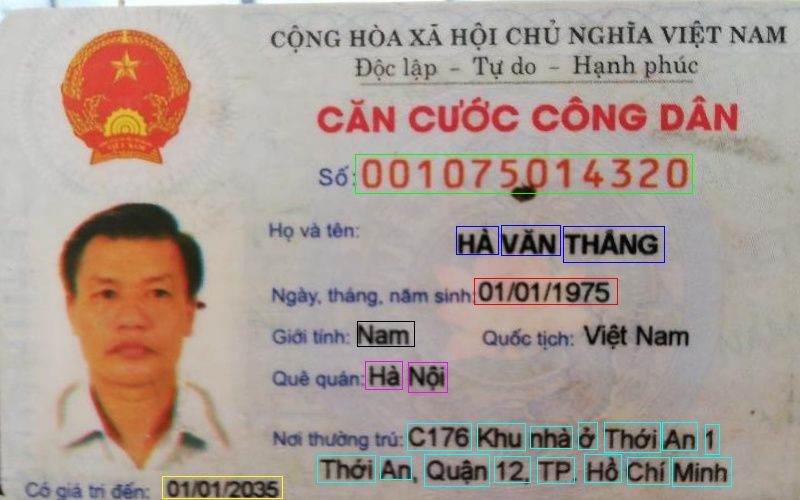 CỘNG HÒA XÃ HỘI CHỦ NGHĨA VIỆT NAM
Độc lập - Tự do - Hạnh phúc
CĂN CƯỚC CÔNG DÂN
Số: 001075014320
Họ và tên: HÀ VĂN THẮNG
Ngày, tháng, năm sinh: 01/01/1975
Giới tính: Nam Quốc tịch: Việt Nam
Quê quán: Hà Nội
Nơi thường trú: C176 Khu nhà ở Thới An 1
Thới An, Quận 12, TP. Hồ Chí Minh
Có giá trị đến: 01/01/2035